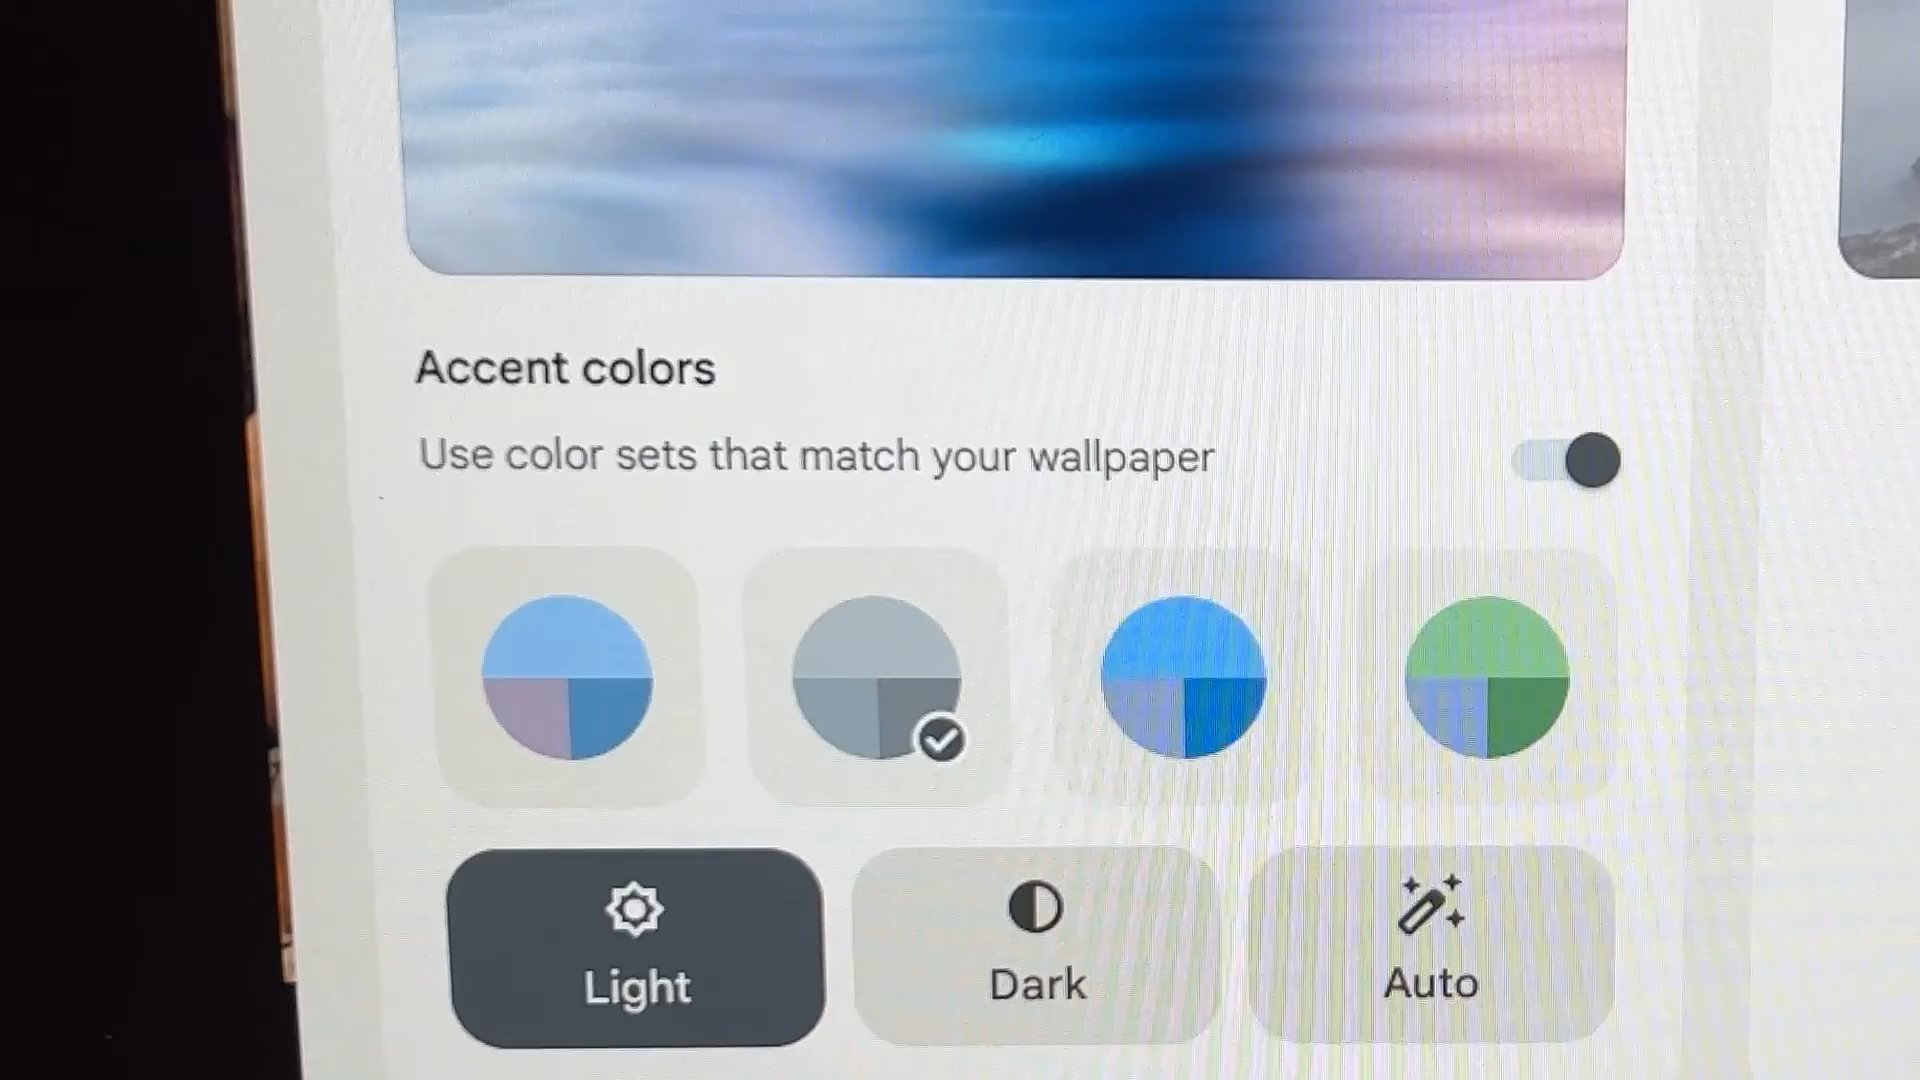 Accent colors
Use color sets that match your wallpaper
Light
Dark
Auto